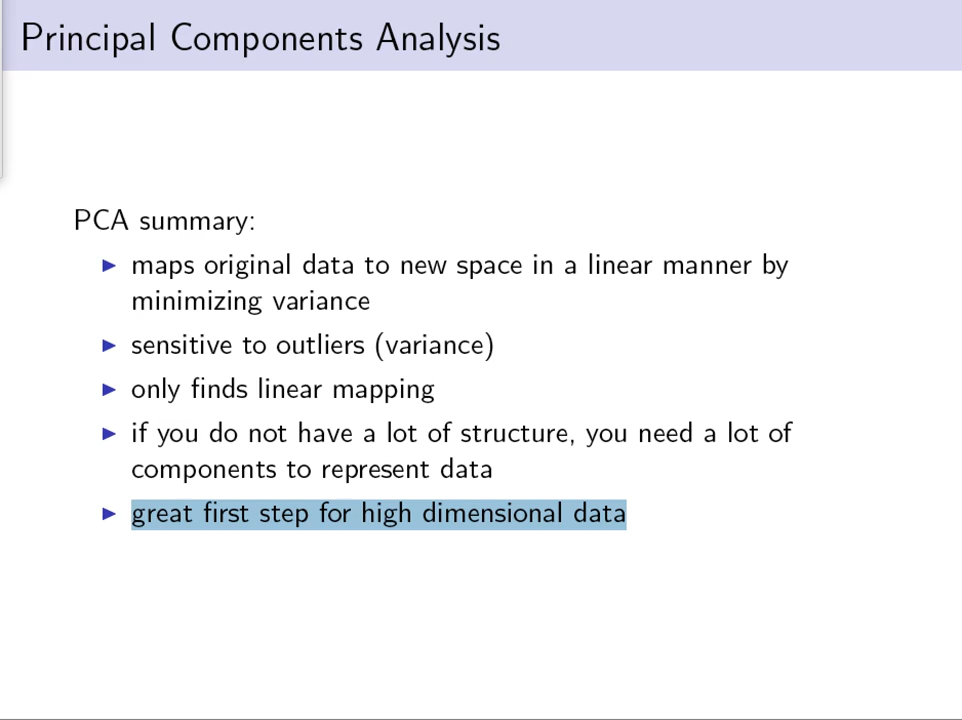 Principal Components Analysis
PCA summary:
maps original data to new space in a linear manner by
minimizing variance
sensitive to outliers (variance)
only finds linear mapping
if you do not have a lot of structure, you need a lot of
components to represent data
great first step for high dimensional data